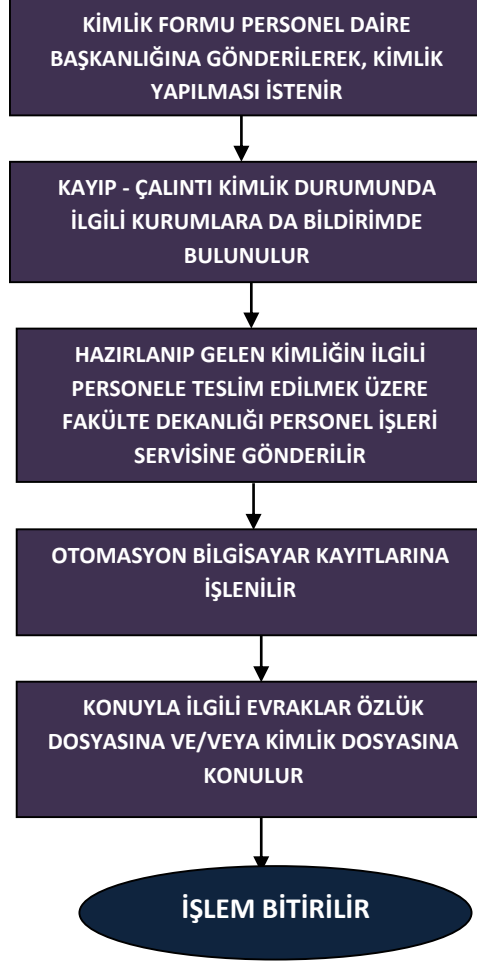 KİMLİK FORMU PERSONEL DAİRE
BAŞKANLIĞINA GÖNDERİLEREK, KİMLİK
YAPILMASI İSTENİR
KAYIP - ÇALINTI KİMLİK DURUMUNDA
İLGİLİ KURUMLARA DA BİLDİRİMDE
BULUNULUR
HAZIRLANIP GELEN KİMLİĞİN İLGİLİ
PERSONELE TESLİM EDİLMEK ÜZERE
FAKÜLTE DEKANLIĞI PERSONEL İŞLERİ
SERVİSİNE GÖNDERİLİR
OTOMASYON BİLGİSAYAR KAYITLARINA
İŞLENİLİR
KONUYLA İLGİLİ EVRAKLAR ÖZLÜK
DOSYASINA VE/VEYA KİMLİK DOSYASINA
KONULUR
İŞLEM BİTİRİLİR